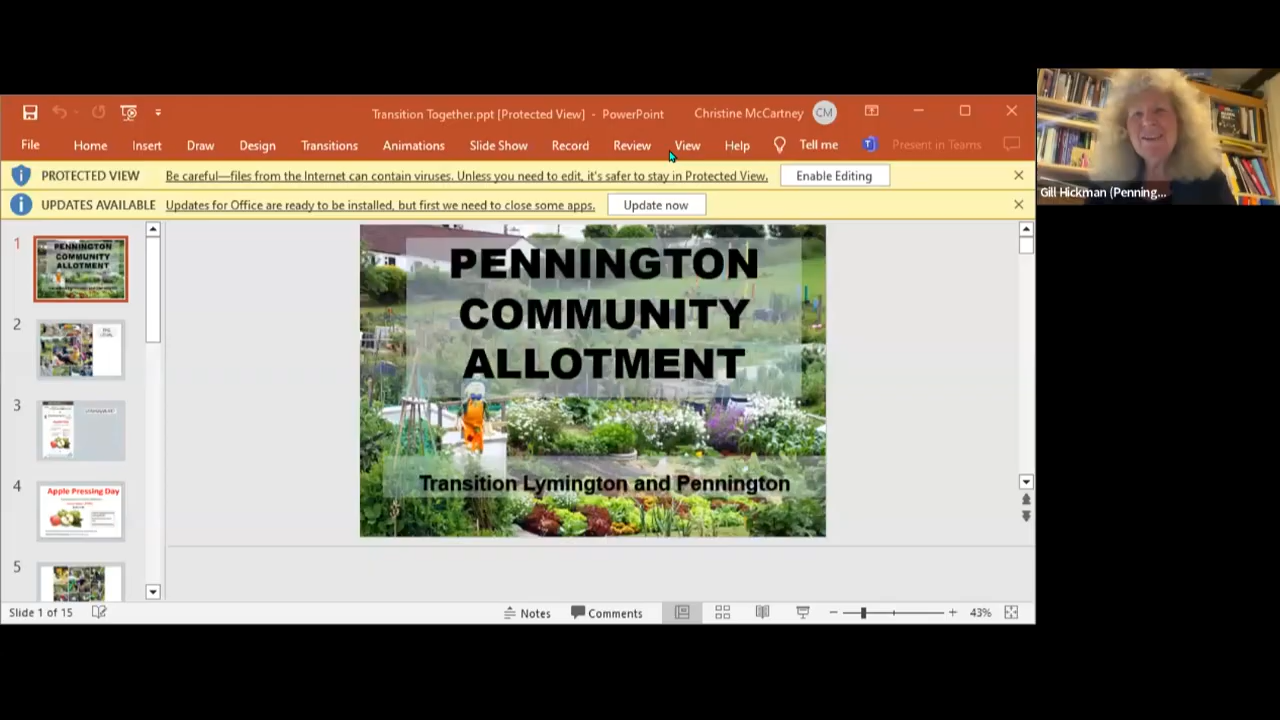 Transition Together.ppt [Protected View] - PowerPoint
Christine McCartney
CM
File
Home
Insert
Draw
Design
Transitions
Animations
Slide Show
Record
Review
View
Help
Tell me
Present in Teams
PROTECTED VIEW
Be careful—files from the Internet can contain viruses. Unless you need to edit, it's safer to stay in Protected View.
Enable Editing
UPDATES AVAILABLE
Updates for Office are ready to be installed, but first we need to close some apps.
Update now
1
PENNINGTON
COMMUNITY
ALLOTMENT
2
3
4
Apple Pressing Day
5
PENNINGTON
COMMUNITY
ALLOTMENT
Transition Lymington and Pennington
Slide 1 of 15
Notes
Comments
43%
Gill Hickman (Penning...